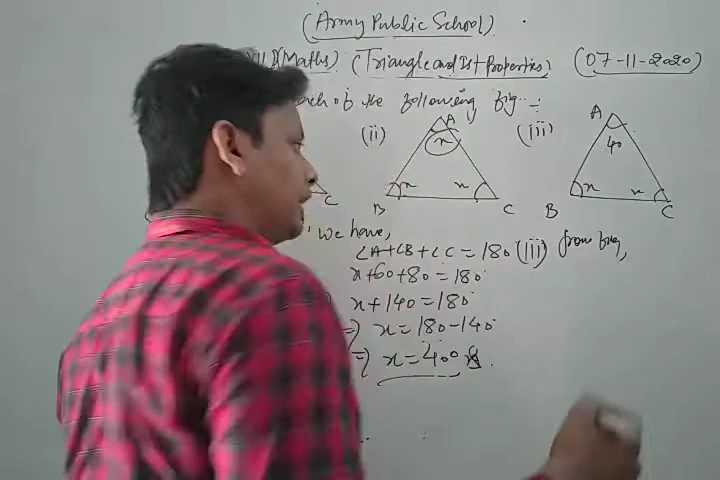 (Army Public School)
(Maths) (Triangle and Its Properties) (07-11-2020)
of the following fig :-
(ii) (iii)
A A
x 40
x x x x
C B C B C
we have,
∠A+∠B+∠C=180 (iii) from fig,
x+60+80=180°
x+140=180°
x=180-140°
=) x=40°